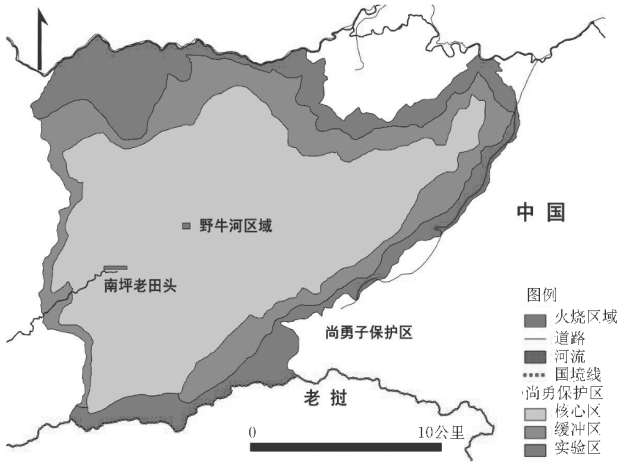 野牛河区域
中国
南坪老田头
尚勇子保护区
老挝
0 10公里
图例
火烧区域
道路
河流
国境线
尚勇保护区
核心区
缓冲区
实验区